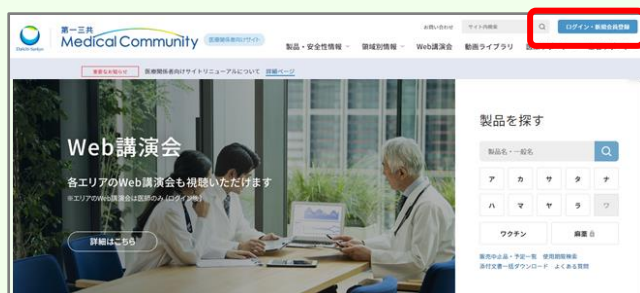 第一三共
Medical Community
医療関係者向けサイト
Daiichi-Sankyo
お問い合わせ
サイト内検索
ログイン・新規会員登録
製品・安全性情報
領域別情報
Web講演会
動画ライブラリ
重要なお知らせ
医療関係者向けサイトリニューアルについて 詳細ページ
Web講演会
各エリアのWeb講演会も視聴いただけます
※エリアのWeb講演会は医師のみ(ログイン後)
詳細はこちら
製品を探す
製品名・一般名
ア カ サ タ ナ
ハ マ ヤ ラ ワ
ワクチン 麻薬
販売中止品・予定一覧 使用期限検索
添付文書一括ダウンロード よくある質問